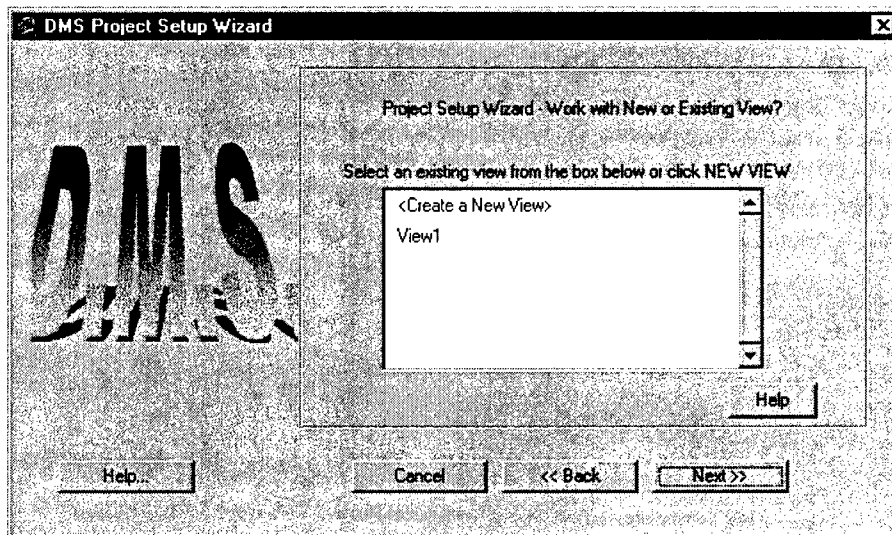 DMS Project Setup Wizard
DMS
Project Setup Wizard - Work with New or Existing View?
Select an existing view from the box below or click NEW VIEW
<Create a New View>
View1
Help
Help...
Cancel
<< Back
Next >>